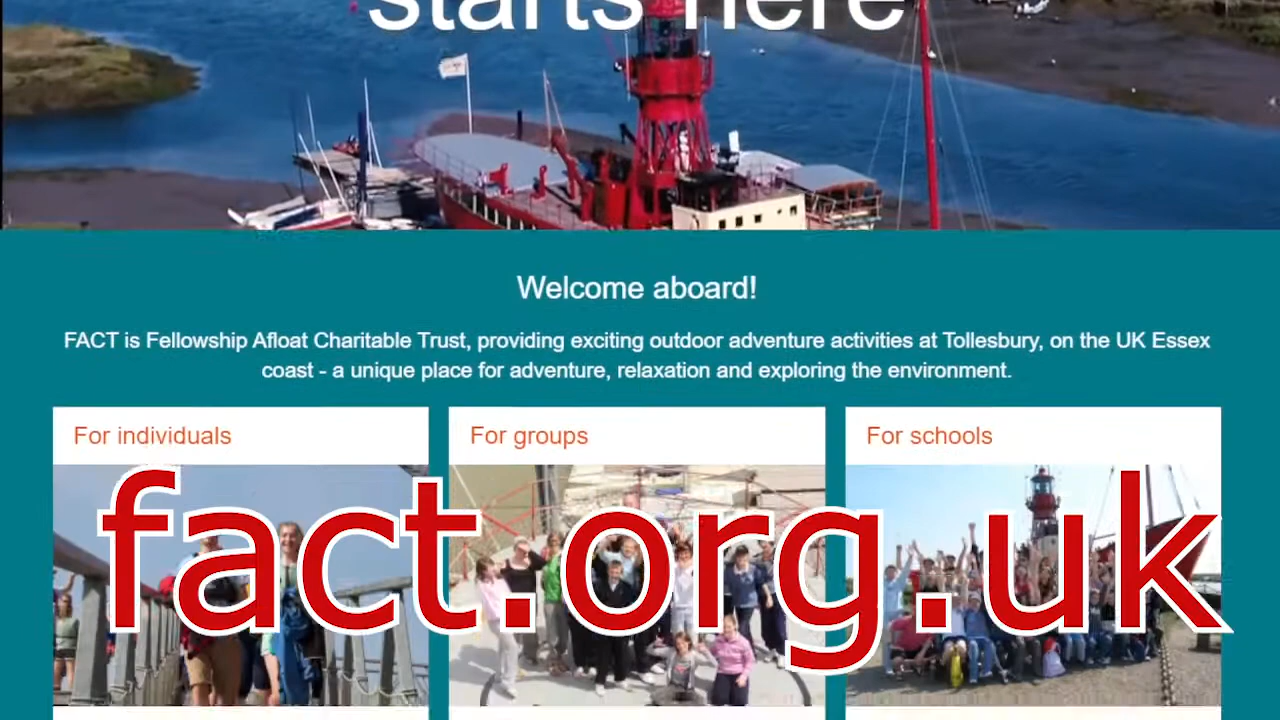 starts here
Welcome aboard!
FACT is Fellowship Afloat Charitable Trust, providing exciting outdoor adventure activities at Tollesbury, on the UK Essex
coast - a unique place for adventure, relaxation and exploring the environment.
For individuals
For groups
For schools
fact.org.uk